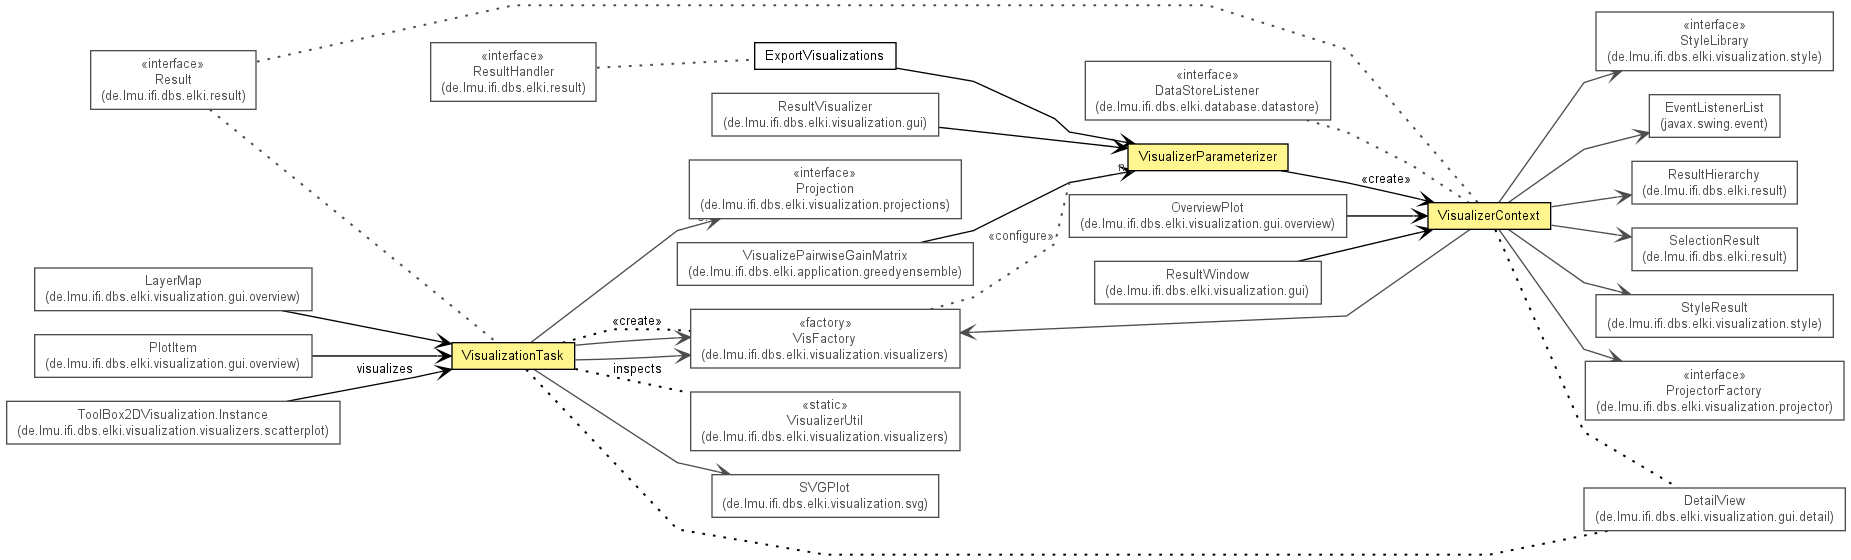 «interface»
Result
(de.lmu.ifi.dbs.elki.result)
«interface»
ResultHandler
(de.lmu.ifi.dbs.elki.result)
ExportVisualizations
ResultVisualizer
(de.lmu.ifi.dbs.elki.visualization.gui)
«interface»
DataStoreListener
(de.lmu.ifi.dbs.elki.database.datastore)
«interface»
StyleLibrary
(de.lmu.ifi.dbs.elki.visualization.style)
EventListenerList
(javax.swing.event)
VisualizerParameterizer
«interface»
Projection
(de.lmu.ifi.dbs.elki.visualization.projections)
«create»
ResultHierarchy
(de.lmu.ifi.dbs.elki.result)
OverviewPlot
(de.lmu.ifi.dbs.elki.visualization.gui.overview)
VisualizerContext
«configure»
VisualizePairwiseGainMatrix
(de.lmu.ifi.dbs.elki.application.greedyensemble)
SelectionResult
(de.lmu.ifi.dbs.elki.result)
LayerMap
(de.lmu.ifi.dbs.elki.visualization.gui.overview)
ResultWindow
(de.lmu.ifi.dbs.elki.visualization.gui)
StyleResult
(de.lmu.ifi.dbs.elki.visualization.style)
«create»
«factory»
VisFactory
(de.lmu.ifi.dbs.elki.visualization.visualizers)
PlotItem
(de.lmu.ifi.dbs.elki.visualization.gui.overview)
VisualizationTask
visualizes
inspects
«interface»
ProjectorFactory
(de.lmu.ifi.dbs.elki.visualization.projector)
ToolBox2DVisualization.Instance
(de.lmu.ifi.dbs.elki.visualization.visualizers.scatterplot)
«static»
VisualizerUtil
(de.lmu.ifi.dbs.elki.visualization.visualizers)
SVGPlot
(de.lmu.ifi.dbs.elki.visualization.svg)
DetailView
(de.lmu.ifi.dbs.elki.visualization.gui.detail)